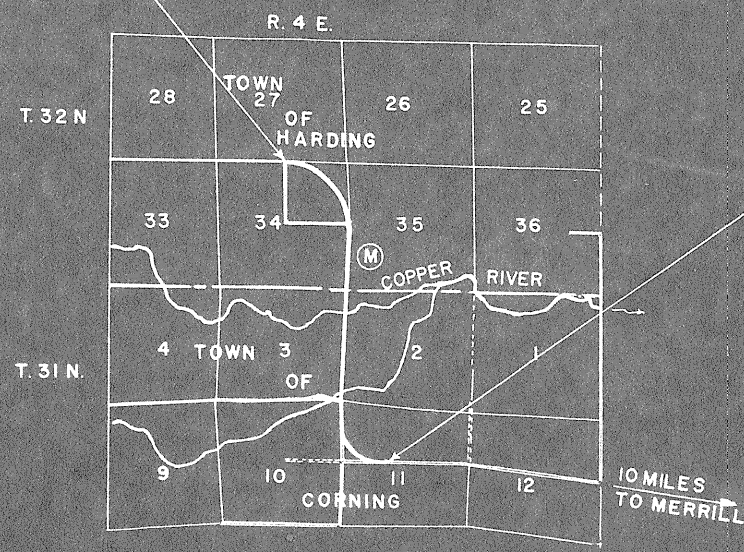 R. 4 E.
T. 32 N
28
TOWN
27
OF
HARDING
26
25
33
34
35
36
M
COPPER RIVER
T. 31 N.
4
TOWN
3
OF
2
1
9
10
11
12
CORNING
10 MILES
TO MERRILL